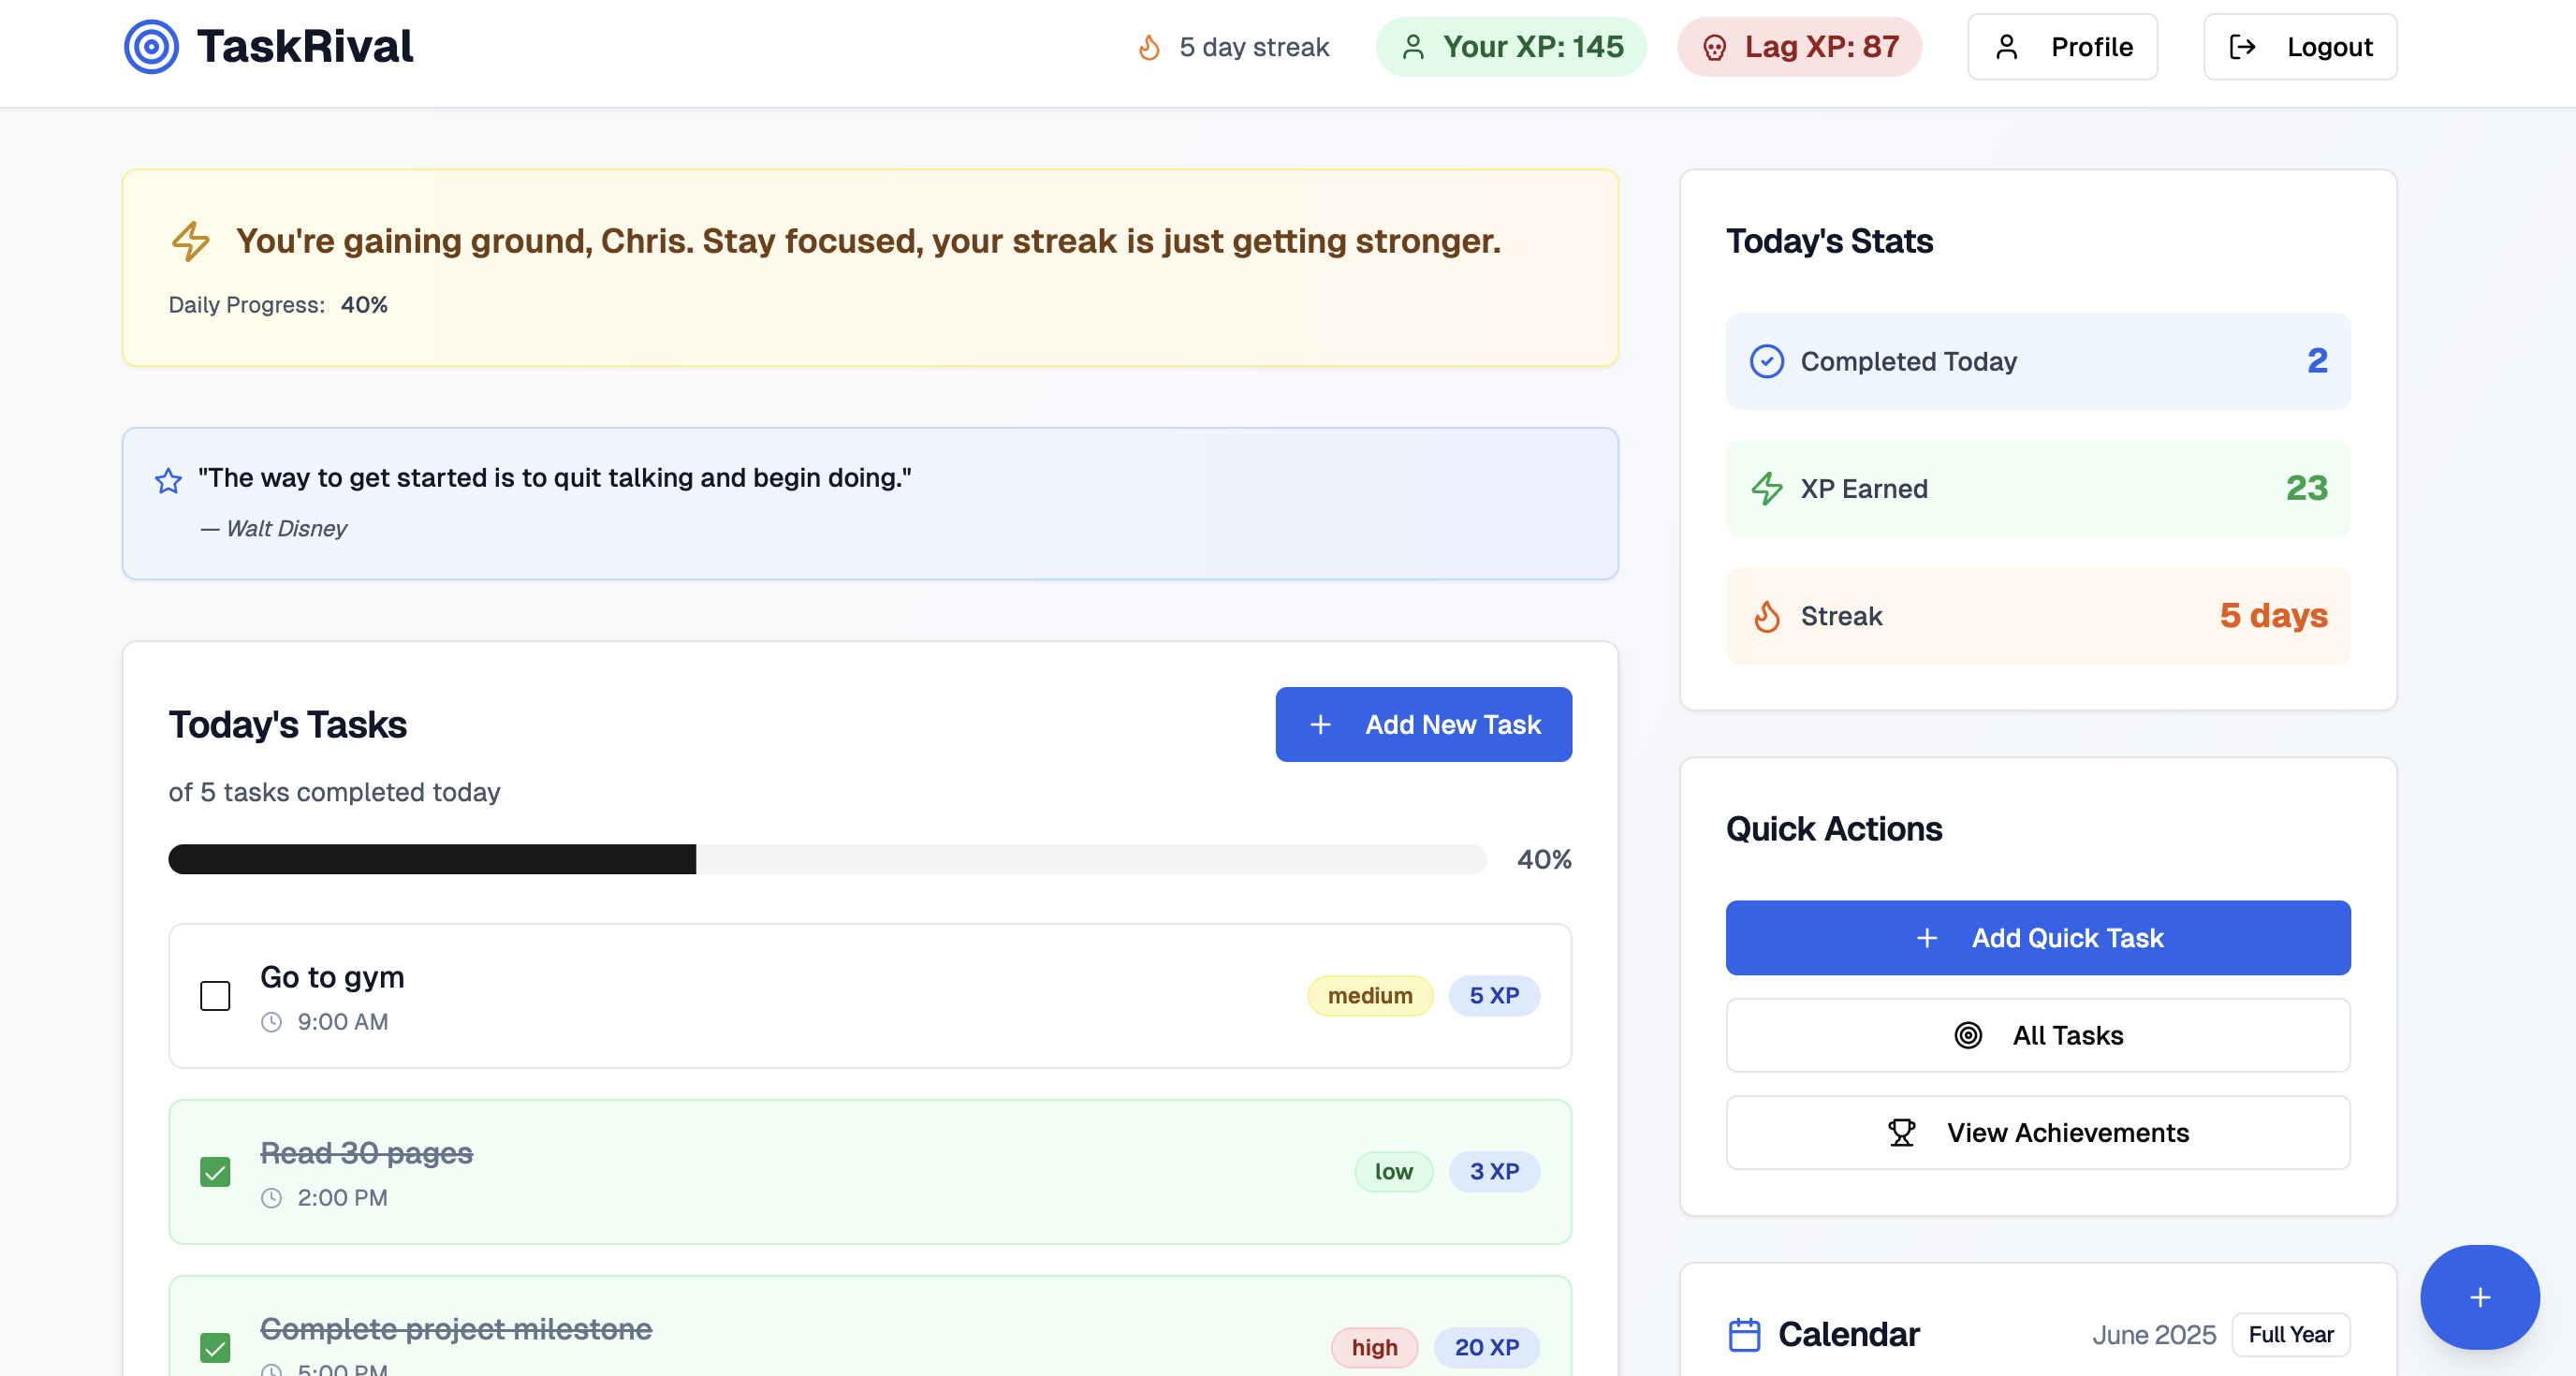 TaskRival
5 day streak
Your XP: 145
Lag XP: 87
Profile
Logout
You're gaining ground, Chris. Stay focused, your streak is just getting stronger.
Daily Progress: 40%
"The way to get started is to quit talking and begin doing."
— Walt Disney
Today's Tasks
Add New Task
of 5 tasks completed today
40%
Go to gym
9:00 AM
medium
5 XP
Read 30 pages
2:00 PM
low
3 XP
Complete project milestone
5:00 PM
high
20 XP
Today's Stats
Completed Today
2
XP Earned
23
Streak
5 days
Quick Actions
Add Quick Task
All Tasks
View Achievements
Calendar
June 2025
Full Year